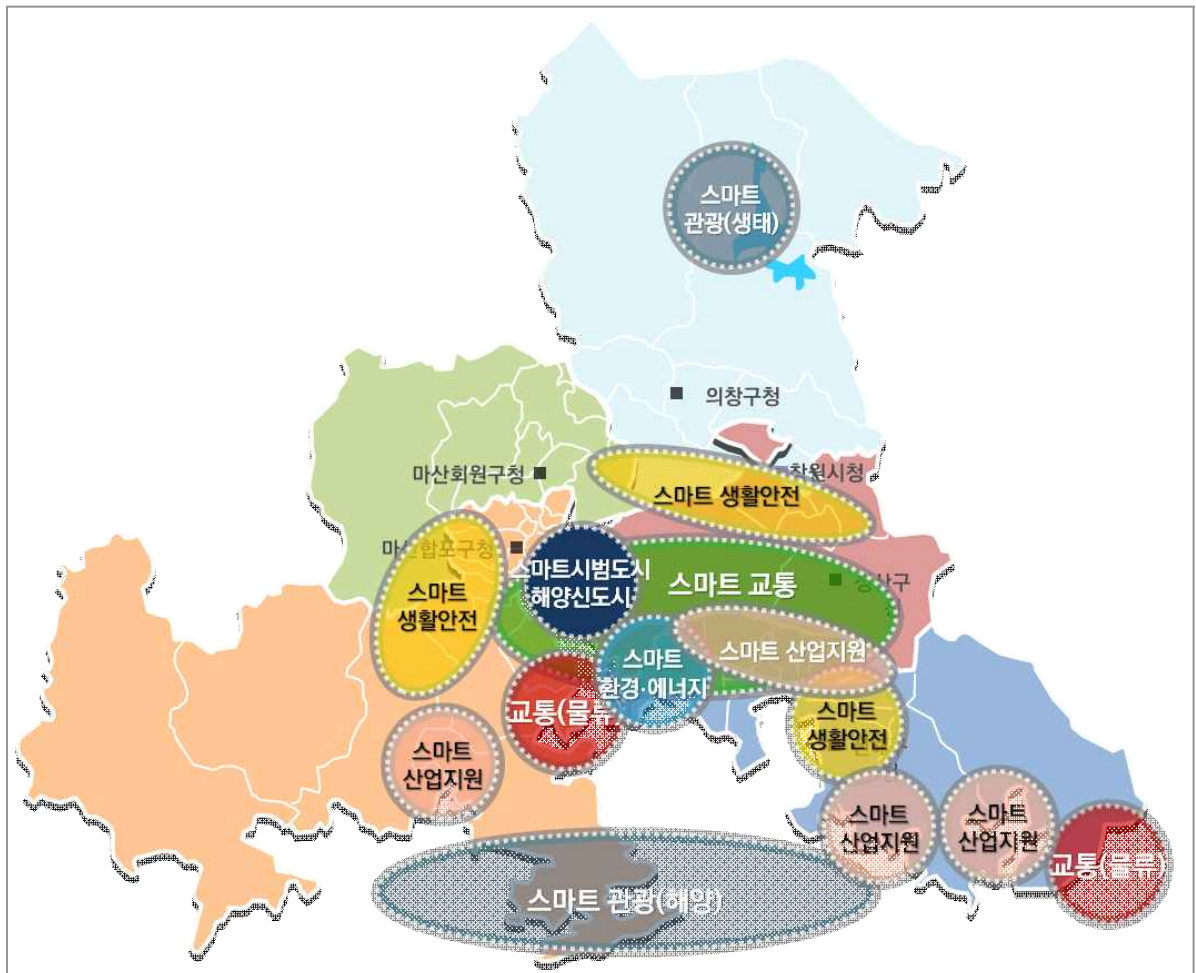 스마트
관광(생태)
의창구청
마산회원구청
창원시청
스마트 생활안전
마산합포구청
스마트시범도시
해양신도시
스마트 교통
성산구
스마트
생활안전
스마트 산업지원
스마트
환경·에너지
교통(물류)
스마트
생활안전
스마트
산업지원
스마트
산업지원
스마트
산업지원
교통(물류)
스마트 관광(해양)